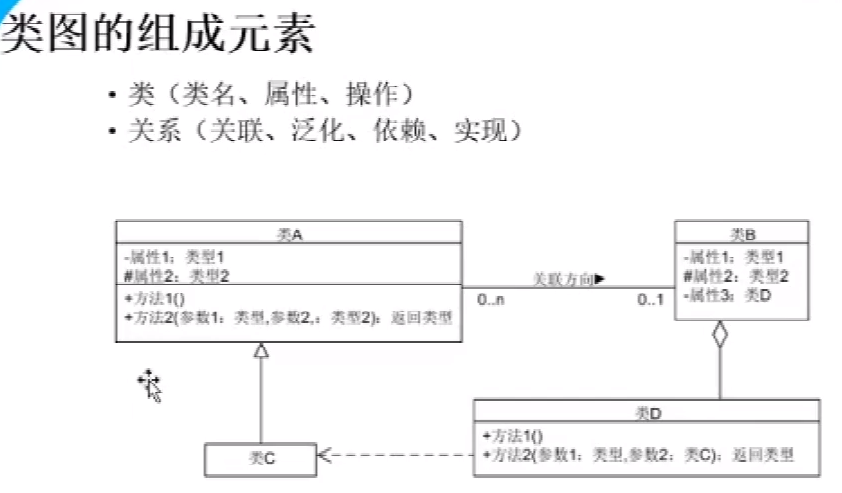 类图的组成元素
• 类（类名、属性、操作）
• 关系（关联、泛化、依赖、实现）
类A
-属性1：类型1
#属性2：类型2
+方法1()
+方法2(参数1：类型,参数2,：类型2)：返回类型
关联方向▶
0..n
0..1
类B
-属性1：类型1
#属性2：类型2
-属性3：类D
类C
类D
+方法1()
+方法2(参数1：类型,参数2：类C)：返回类型